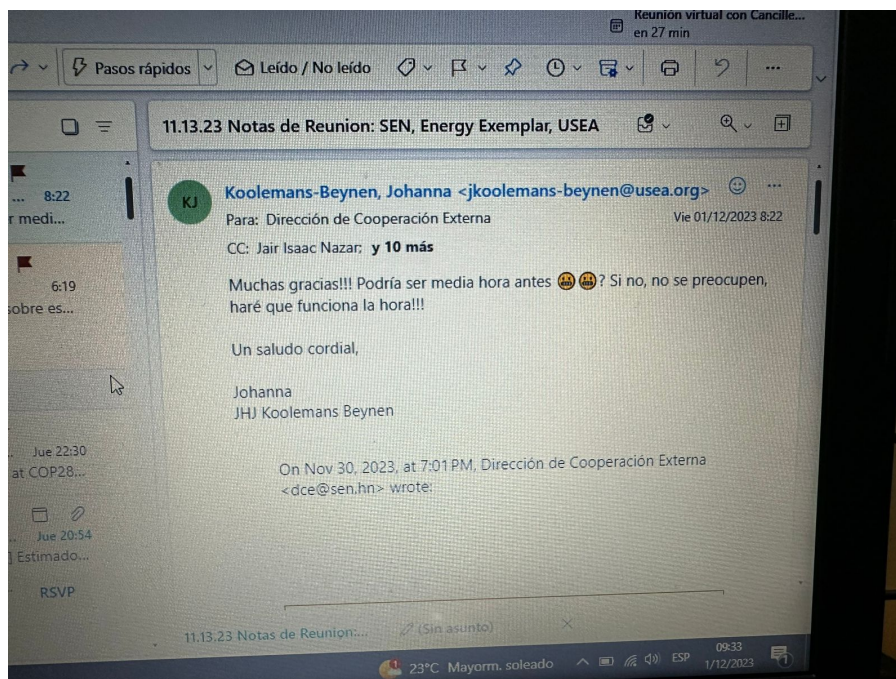 Reunión virtual con Cancille...
en 27 min
Pasos rápidos
Leído / No leído
11.13.23 Notas de Reunion: SEN, Energy Exemplar, USEA
... 8:22
r medi...
6:19
sobre es...
Jue 22:30
at COP28...
Jue 20:54
] Estimado...
RSVP
KJ
Koolemans-Beynen, Johanna <jkoolemans-beynen@usea.org>
Para: Dirección de Cooperación Externa
Vie 01/12/2023 8:22
CC: Jair Isaac Nazar; y 10 más
Muchas gracias!!! Podría ser media hora antes 😬😬? Si no, no se preocupen,
haré que funciona la hora!!!
Un saludo cordial,
Johanna
JHJ Koolemans Beynen
On Nov 30, 2023, at 7:01 PM, Dirección de Cooperación Externa
<dce@sen.hn> wrote:
11.13.23 Notas de Reunion:...
(Sin asunto)
23°C Mayorm. soleado
ESP
09:33
1/12/2023
1